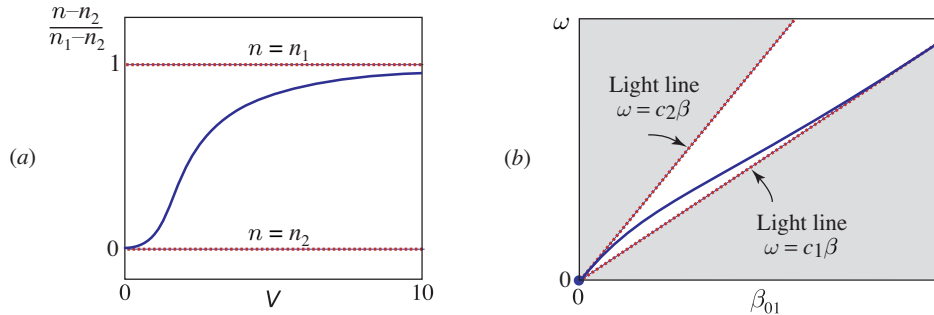 n–n₂
n₁–n₂
1
n = n₁
(a)
n = n₂
0
0
V
10
ω
Light line
ω = c₂β
(b)
Light line
ω = c₁β
0
0
β₀₁